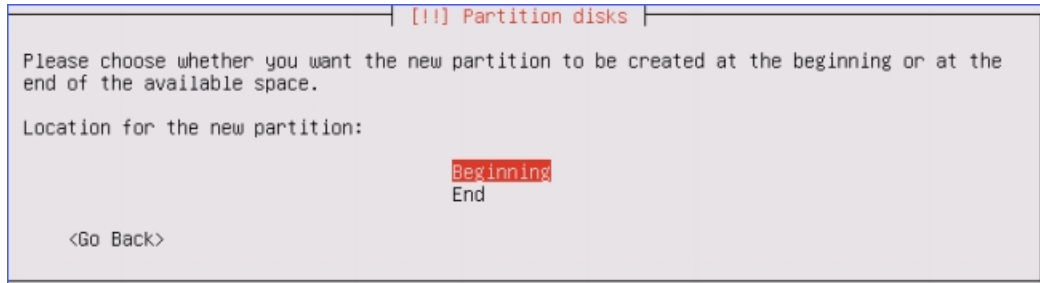 [!!] Partition disks
Please choose whether you want the new partition to be created at the beginning or at the
end of the available space.
Location for the new partition:
Beginning
End
<Go Back>